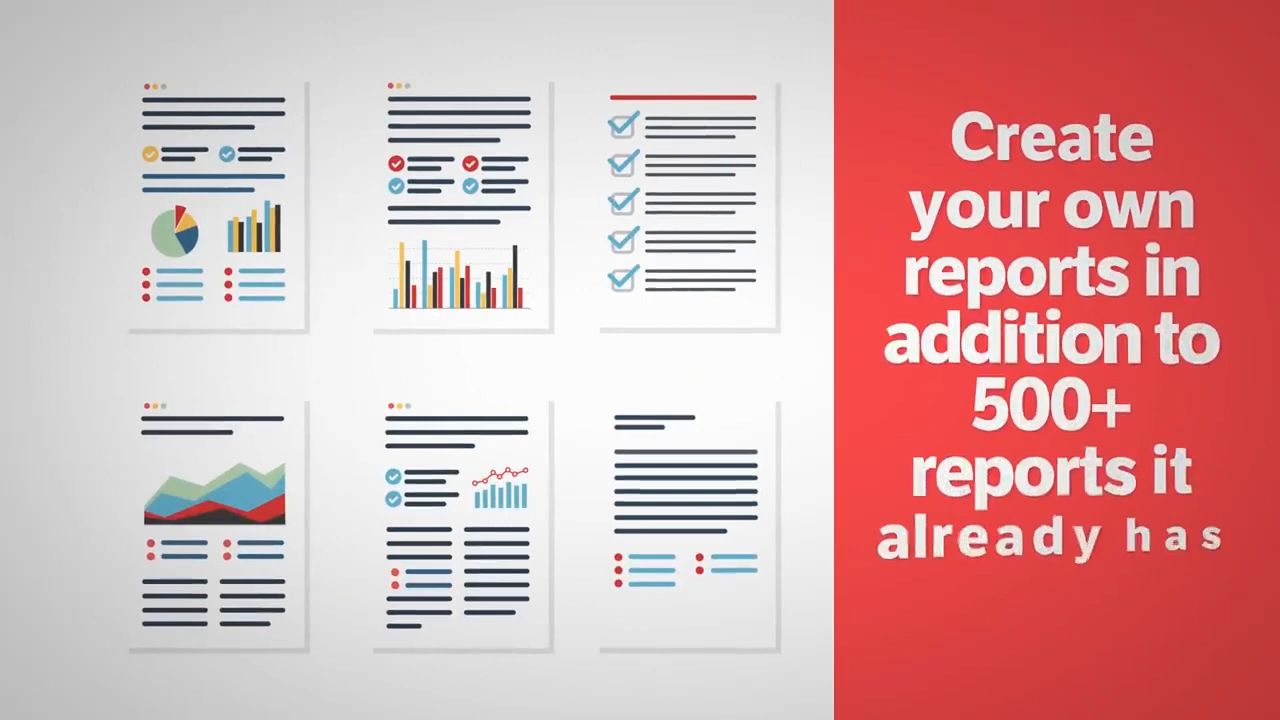 Create
your own
reports in
addition to
500+
reports it
already has